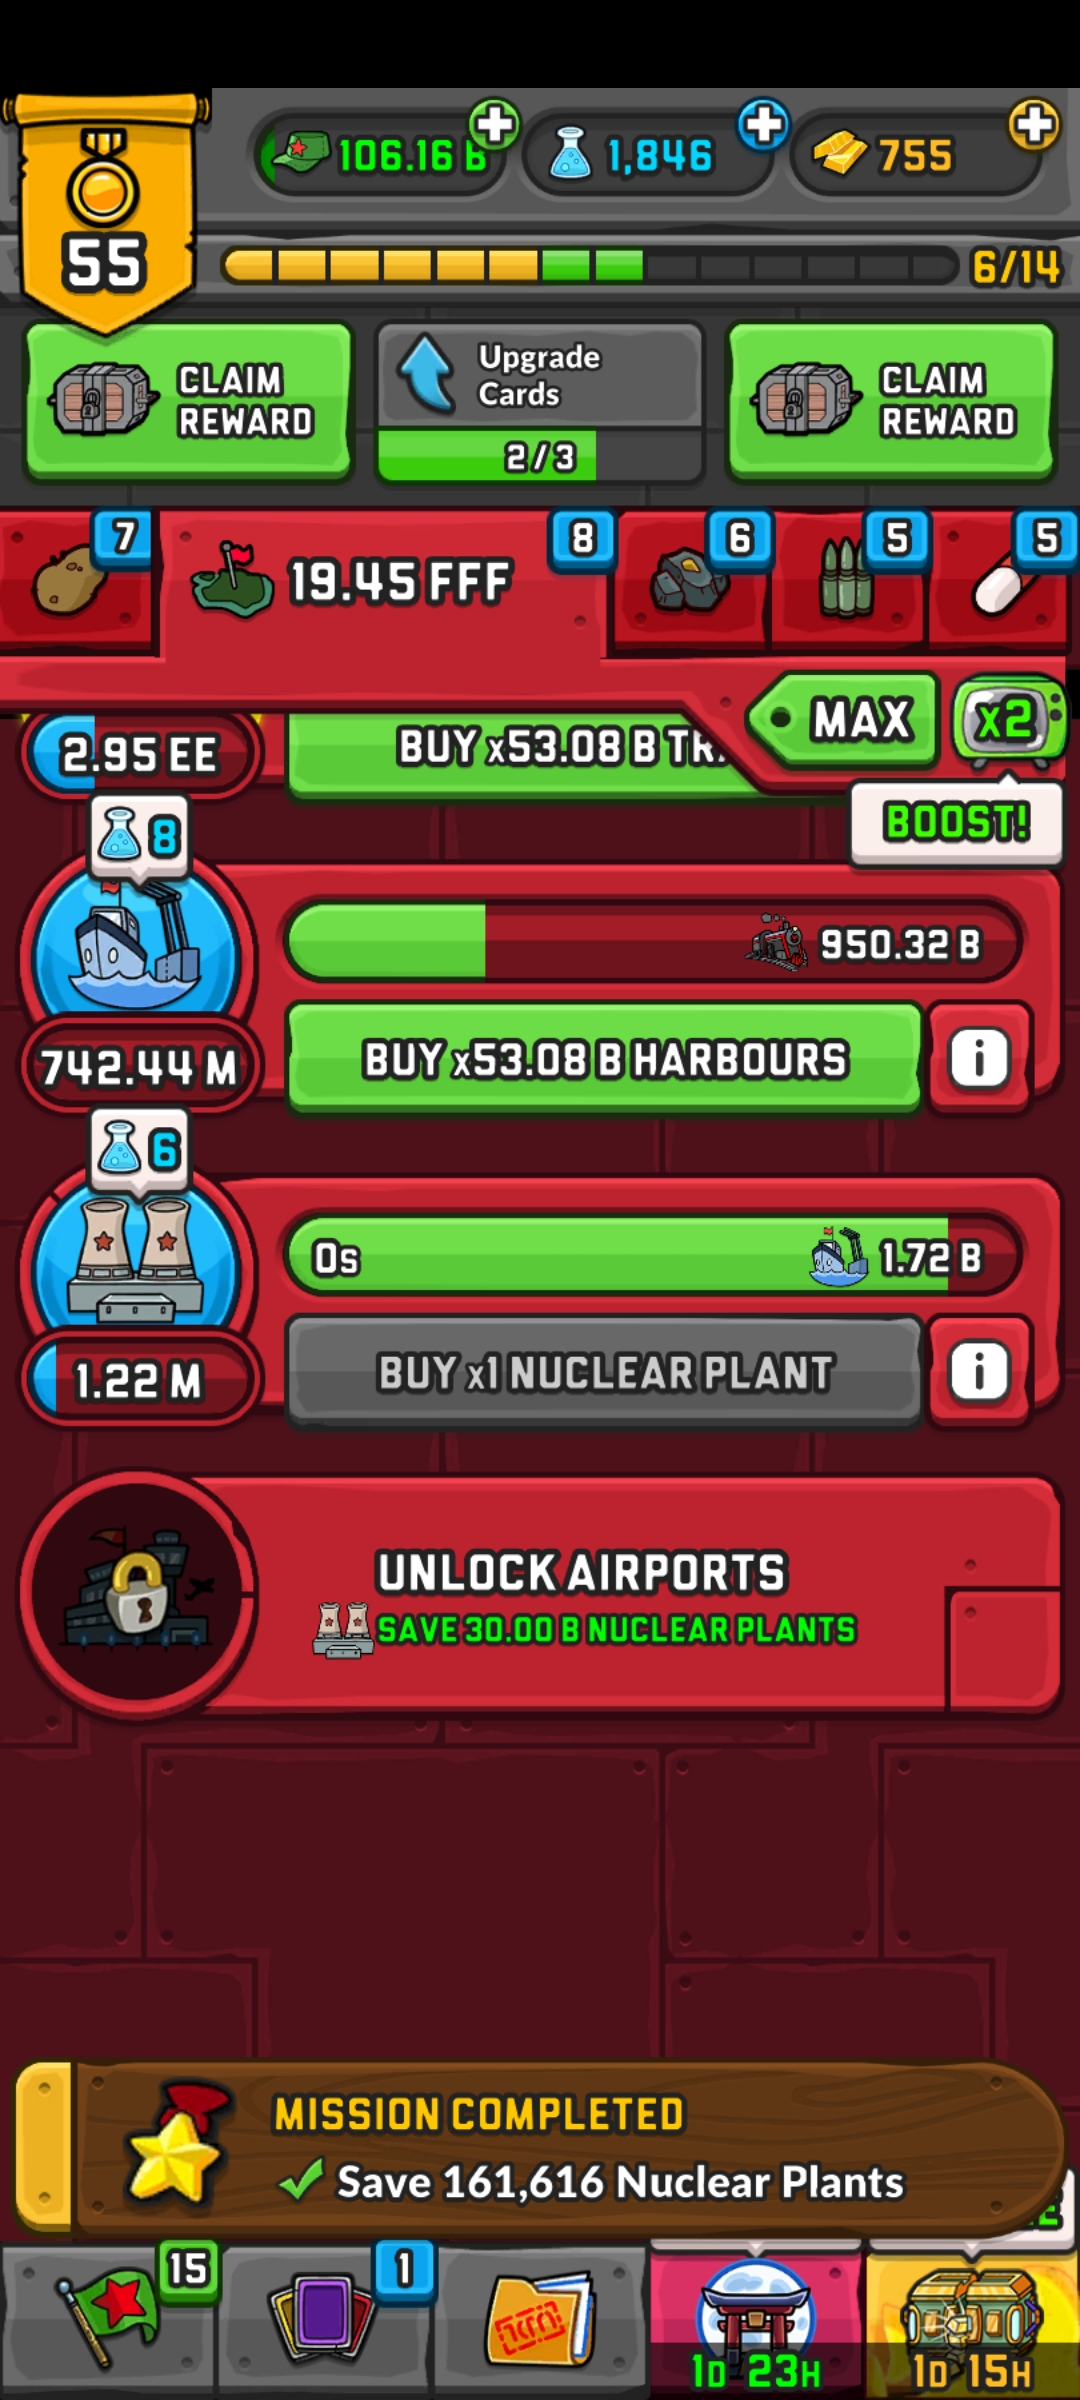 106.16 B
1,846
755
55
6/14
CLAIM
REWARD
Upgrade
Cards
2/3
CLAIM
REWARD
7
19.45 FFF
8
6
5
5
MAX
x2
2.95 EE
BUY x53.08 B
BOOST!
8
950.32 B
742.44 M
BUY x53.08 B HARBOURS
i
6
0s
1.72 B
1.22 M
BUY x1 NUCLEAR PLANT
i
UNLOCK AIRPORTS
SAVE 30.00 B NUCLEAR PLANTS
MISSION COMPLETED
Save 161,616 Nuclear Plants
15
1
1D 23H
1D 15H